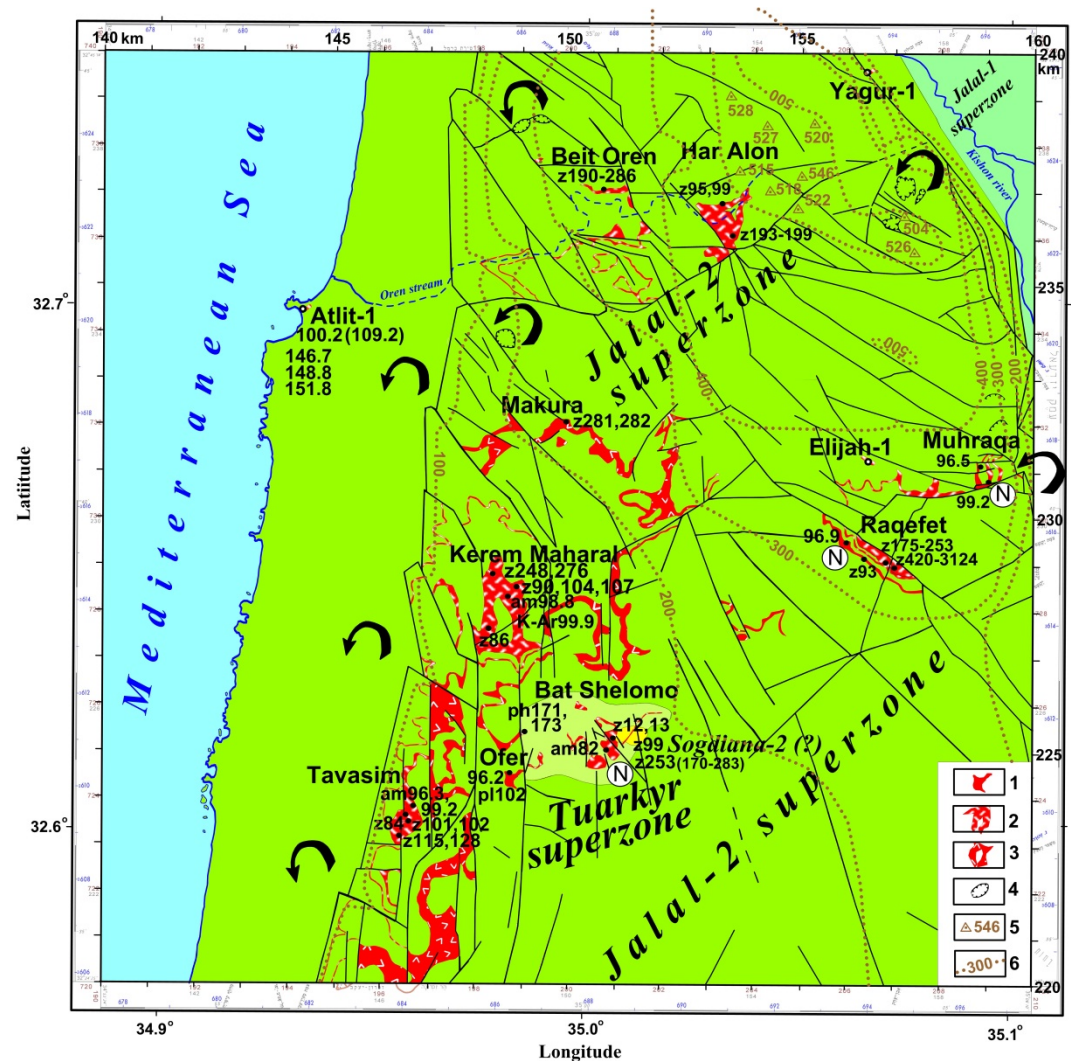 140 km
145
150
155
160
240
km
Yagur-1
Jalal-1
superzone
Kishon river
500
528
527
520
Beit Oren
z190-286
Har Alon
z95,99
546
518
522
504
526
z193-199
Mediterranean Sea
32.7°
Oren stream
Atlit-1
100.2 (109.2)
146.7
148.8
151.8
Jalal-2
superzone
235
500
400
400
300
200
Makura
z281,282
Elijah-1
Muhraqa
96.5
99.2
N
100
230
Raqefet
96.9
z175-253
z420-3124
z93
N
300
Kerem Maharal
z248,276
z90,104,107
am98.8
K-Ar99.9
z86
200
Bat Shelomo
ph171,
173
z12,13
z99
am82
z253(170-283)
Sogdiana-2 (?)
N
225
Ofer
96.2
pl102
Tavasim
am96.3,
99.2
z84
z101,102
z115,128
Tuarkyr
superzone
Jalal-2 superzone
32.6°
1
2
3
4
546 5
300 6
220
34.9°
35.0°
35.1°
Latiitude
Longitude